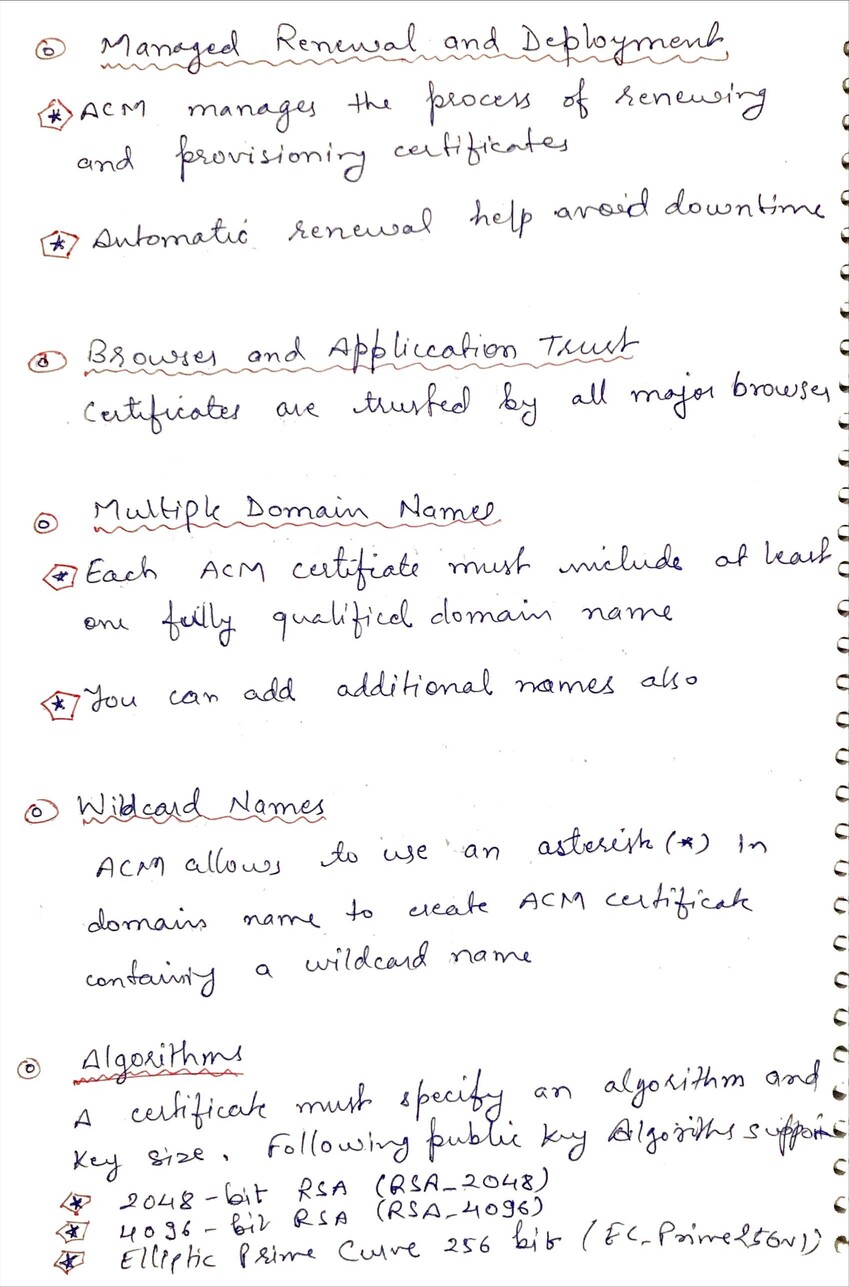 Managed Renewal and Deployment
* ACM manages the process of renewing
and provisioning certificates
* Automatic renewal help avoid downtime
Browser and Appliccation Trust
Certificates are trusted by all major browser
Multiple Domain Names
* Each ACM certificate must include at least
one fully qualified domain name
* You can add additional names also
Wildcard Names
ACM allows to use an asterisk (*) in
domain name to create ACM certificate
containing a wildcard name
Algorithms
A certificate must specify an algorithm and
Key size. Following public key Algoriths support
* 2048-bit RSA (RSA_2048)
* 4096-bit RSA (RSA_4096)
* Elliptic Prime Curve 256 bit (EC_Prime256v1)